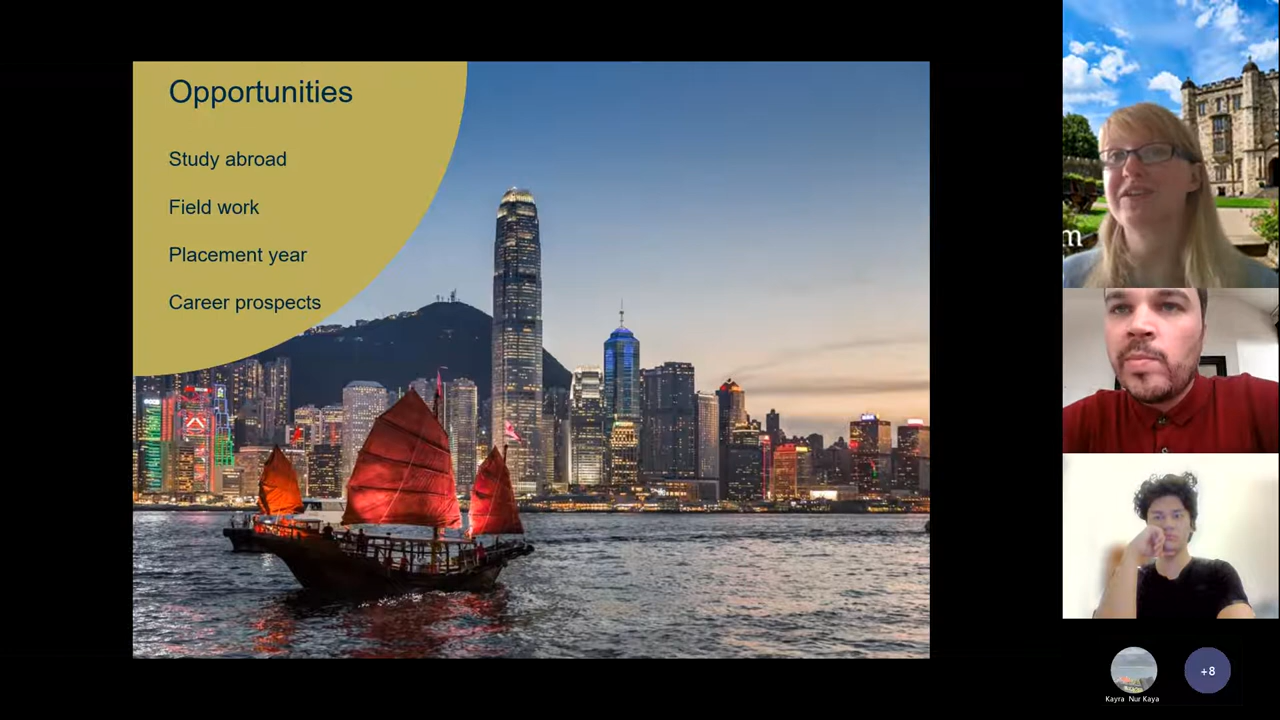 Opportunities
Study abroad
Field work
Placement year
Career prospects
m
Kayra Nur Kaya
+8